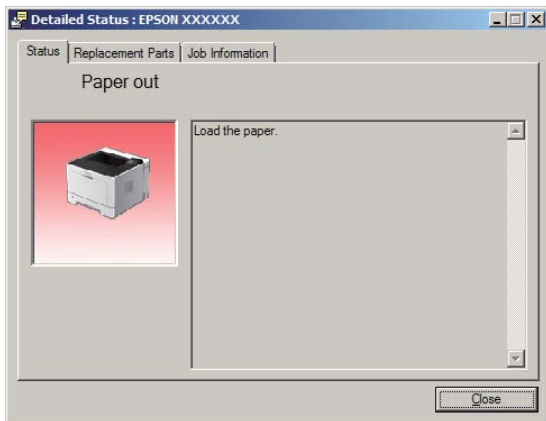 Detailed Status : EPSON XXXXXX
Status Replacement Parts Job Information
Paper out
Load the paper.
Close